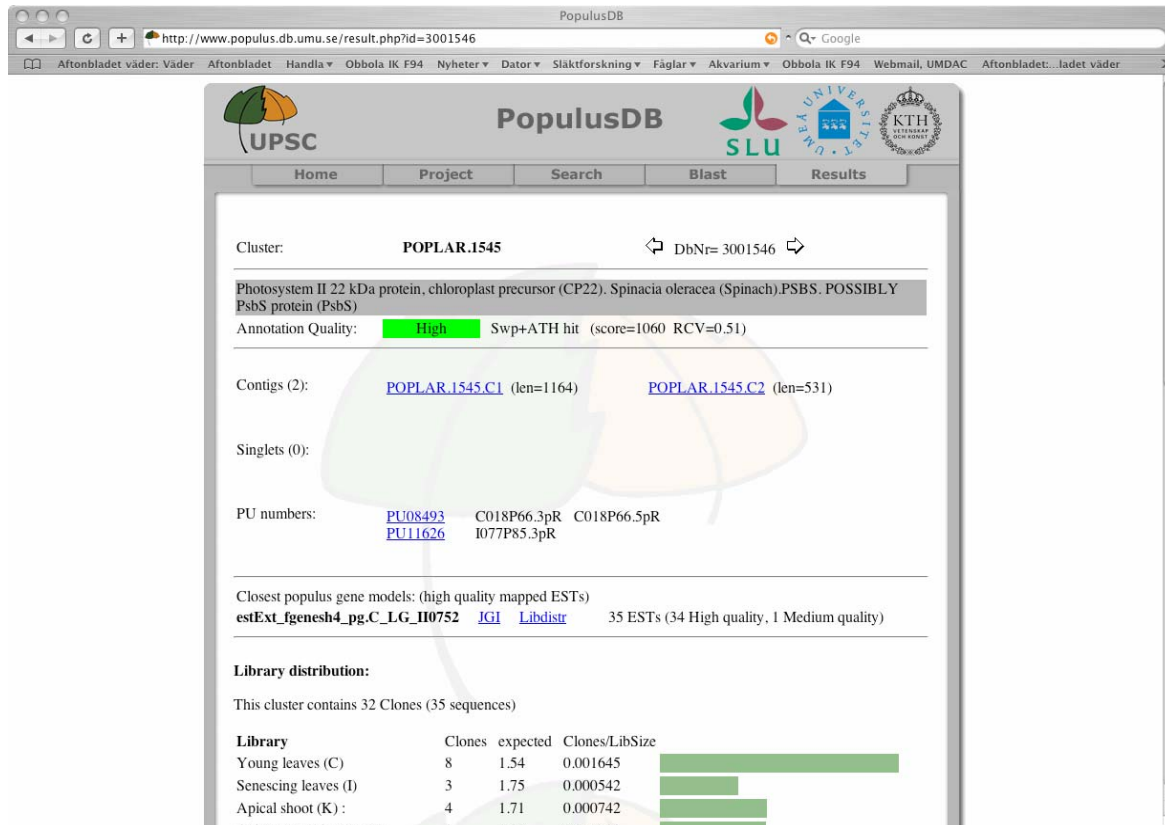 PopulusDB
http://www.populus.db.umu.se/result.php?id=3001546
Google
Aftonbladet väder: Väder Aftonbladet Handla Obbola IK F94 Nyheter Dator Släktforskning Fåglar Akvarium Obbola IK F94 Webmail, UMDAC Aftonbladet:...ladet väder
UPSC
PopulusDB
SLU
UMEÅ UNIVERSITET
KTH
VETENSKAP
OCH KONST
Home Project Search Blast Results
Cluster: POPLAR.1545 DbNr= 3001546
Photosystem II 22 kDa protein, chloroplast precursor (CP22). Spinacia oleracea (Spinach).PSBS. POSSIBLY
PsbS protein (PsbS)
Annotation Quality: High Swp+ATH hit (score=1060 RCV=0.51)
Contigs (2): POPLAR.1545.C1 (len=1164) POPLAR.1545.C2 (len=531)
Singlets (0):
PU numbers: PU08493 C018P66.3pR C018P66.5pR
PU11626 I077P85.3pR
Closest populus gene models: (high quality mapped ESTs)
estExt_fgenesh4_pg.C_LG_II0752 JGI Libdistr 35 ESTs (34 High quality, 1 Medium quality)
Library distribution:
This cluster contains 32 Clones (35 sequences)
Library Clones expected Clones/LibSize
Young leaves (C) 8 1.54 0.001645
Senescing leaves (I) 3 1.75 0.000542
Apical shoot (K) : 4 1.71 0.000742